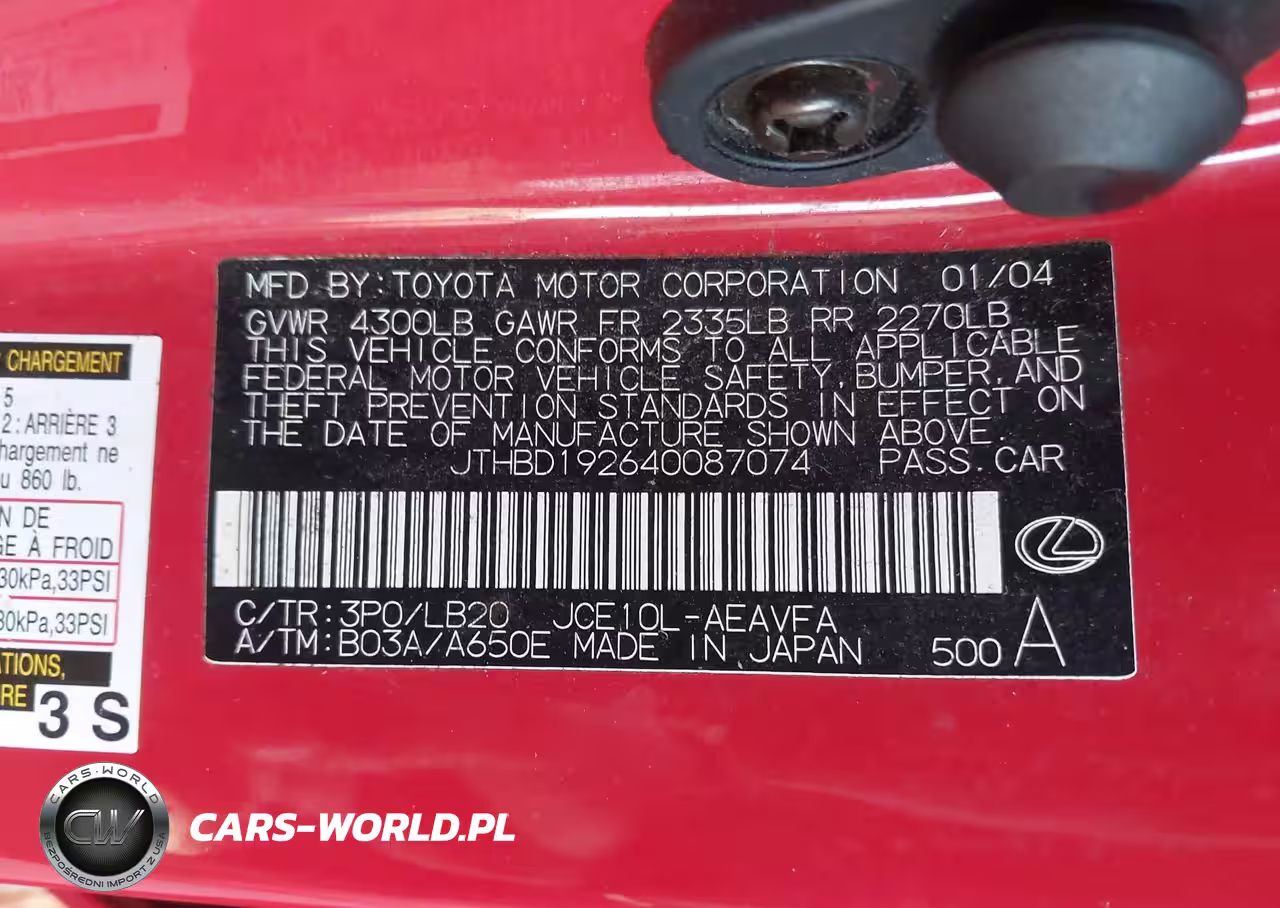 MFD BY:TOYOTA MOTOR CORPORATION 01/04
GVWR 4300LB GAWR FR 2335LB RR 2270LB
THIS VEHICLE CONFORMS TO ALL APPLICABLE
FEDERAL MOTOR VEHICLE SAFETY, BUMPER, AND
THEFT PREVENTION STANDARDS IN EFFECT ON
THE DATE OF MANUFACTURE SHOWN ABOVE.
JTHBD192640087074 PASS. CAR
C/TR: 3P0/LB20 JCE10L-AEAVFA
A/TM: B03A/A650E MADE IN JAPAN 500 A
CHARGEMENT
5
2: ARRIÈRE 3
hargement ne
u 860 lb.
N DE
GE À FROID
30kPa,33PSI
30kPa,33PSI
ATIONS,
RE 3 S
CARS-WORLD
CW
BEZPOŚREDNI IMPORT Z USA
CARS-WORLD.PL